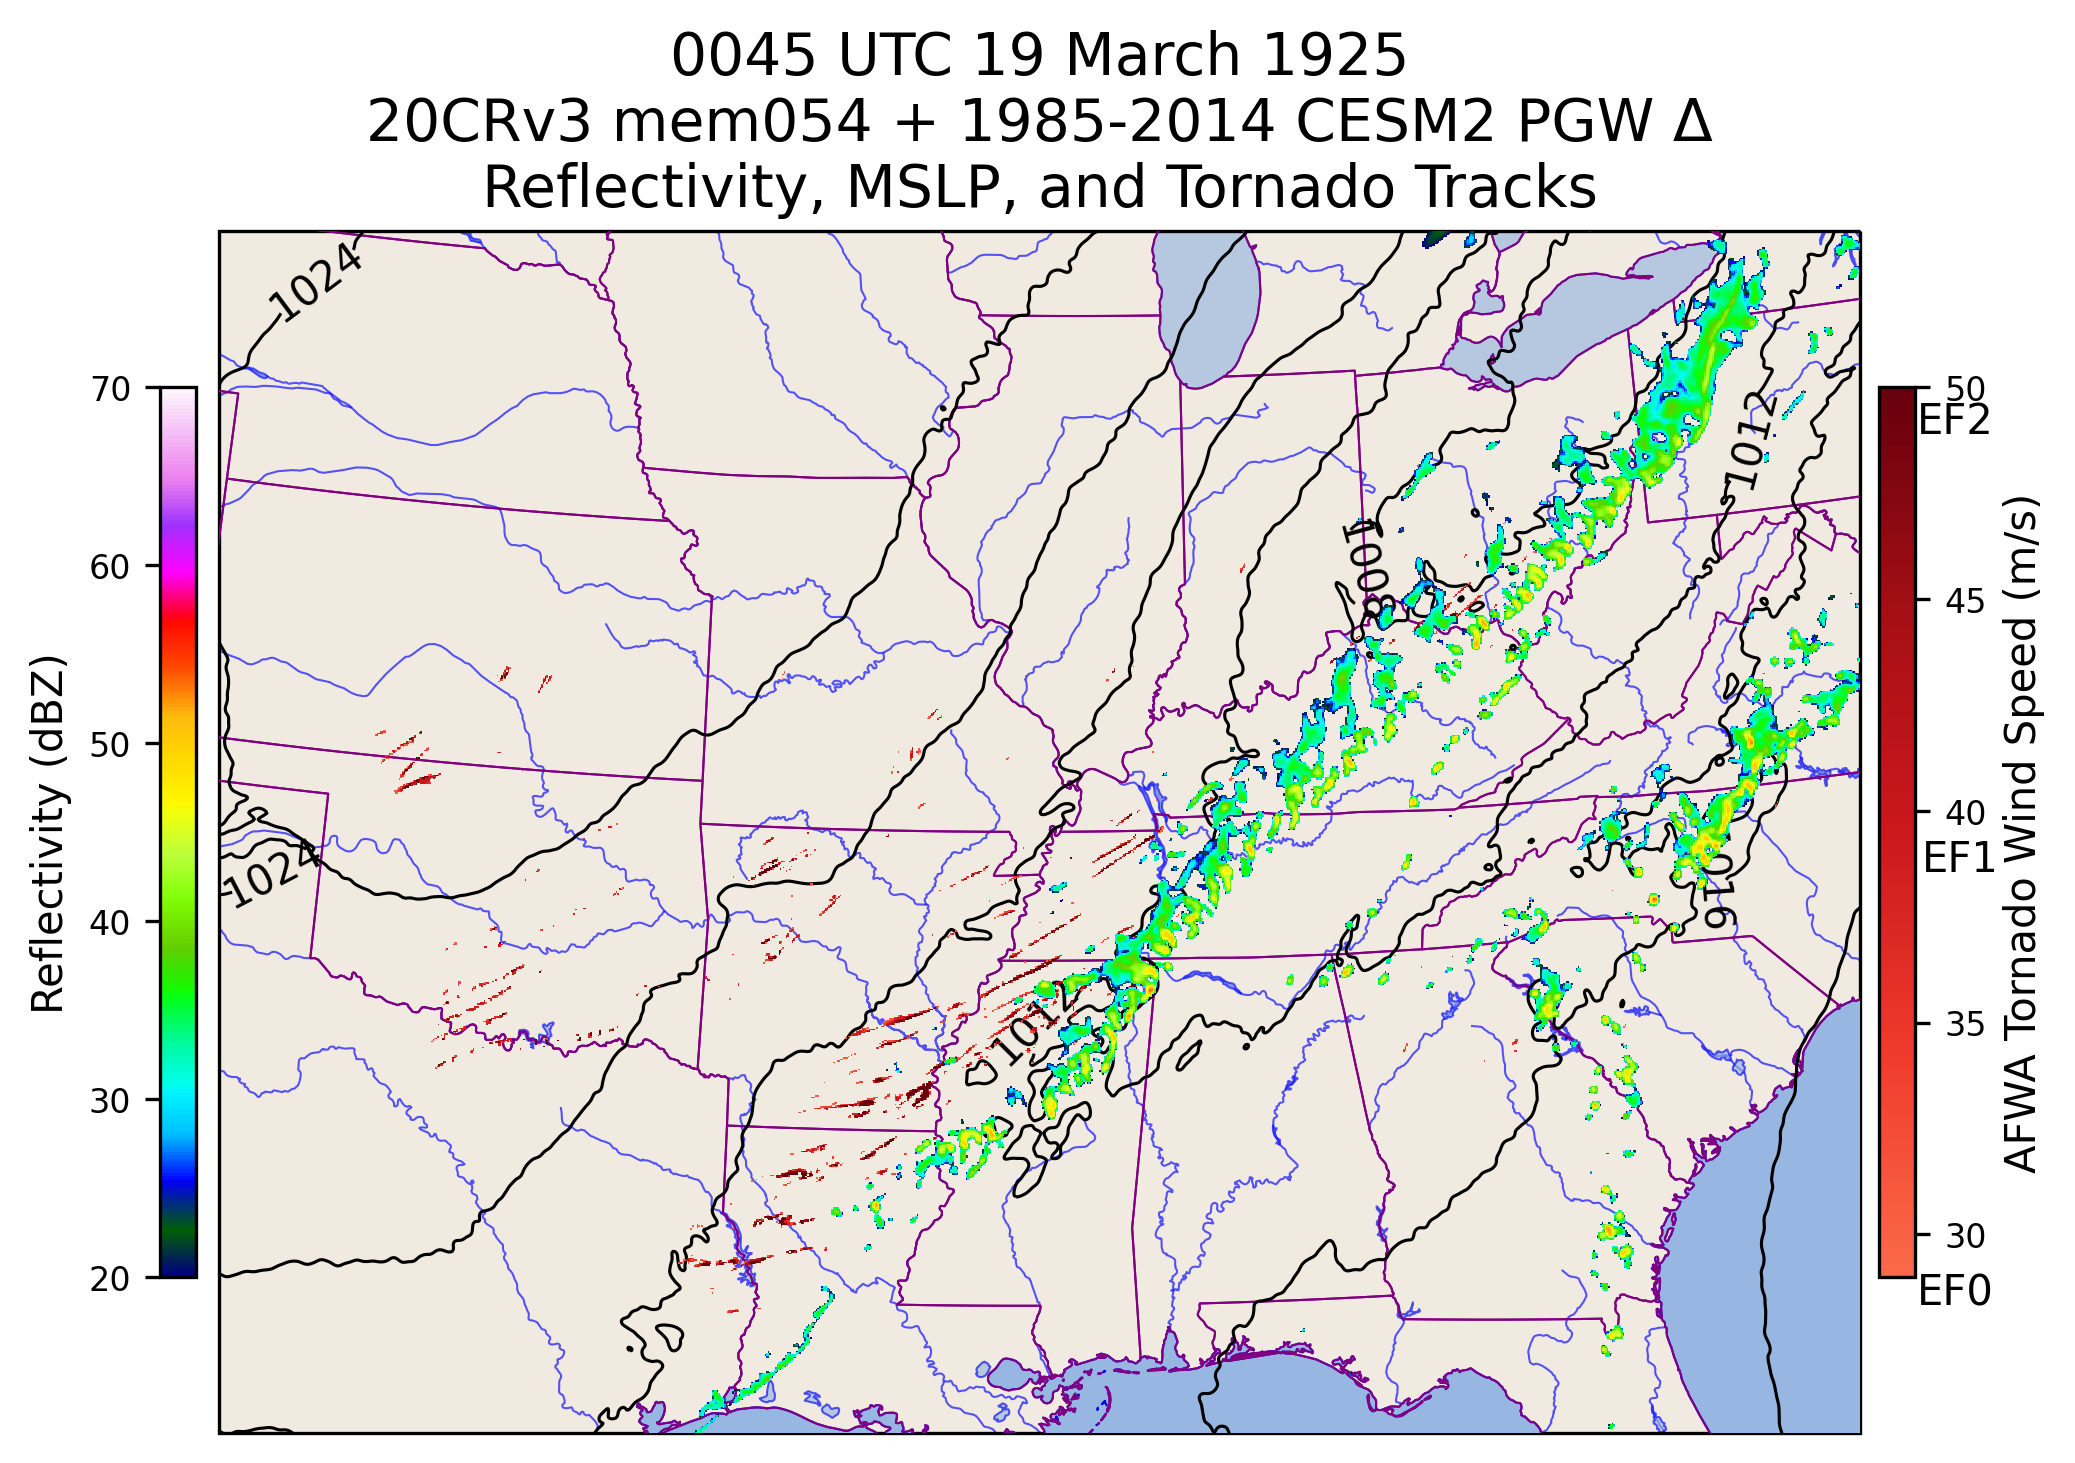 0045 UTC 19 March 1925
20CRv3 mem054 + 1985-2014 CESM2 PGW Δ
Reflectivity, MSLP, and Tornado Tracks
1024
1012
1008
1024
1016
1012
70
60
50
40
30
20
Reflectivity (dBZ)
50
EF2
45
40
EF1
35
30
EF0
AFWA Tornado Wind Speed (m/s)